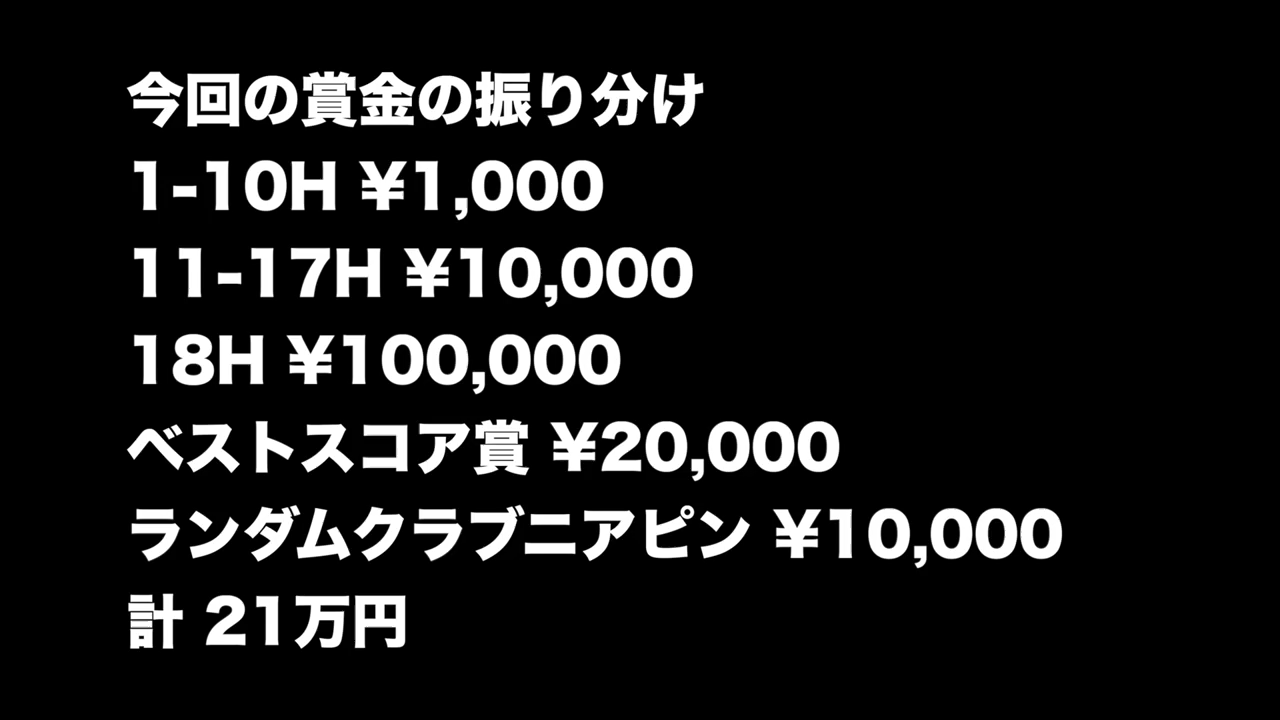 今回の賞金の振り分け
1-10H ¥1,000
11-17H ¥10,000
18H ¥100,000
ベストスコア賞 ¥20,000
ランダムクラブニアピン ¥10,000
計 21万円